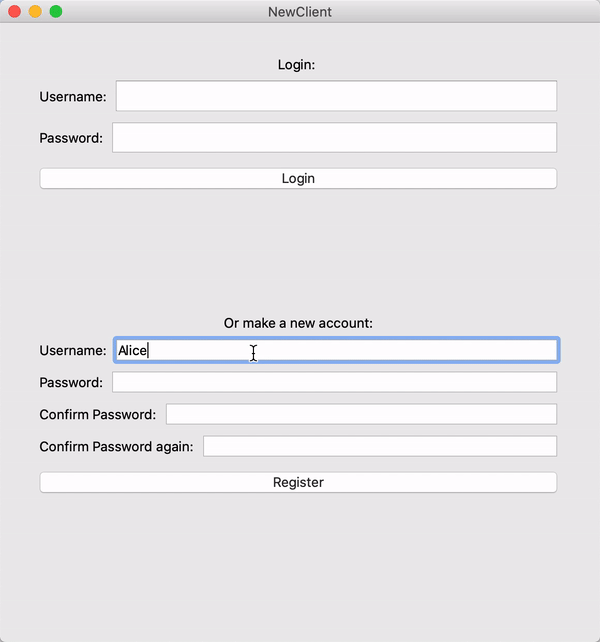 NewClient
Login:
Username:
Password:
Login
Or make a new account:
Username: Alice
Password:
Confirm Password:
Confirm Password again:
Register